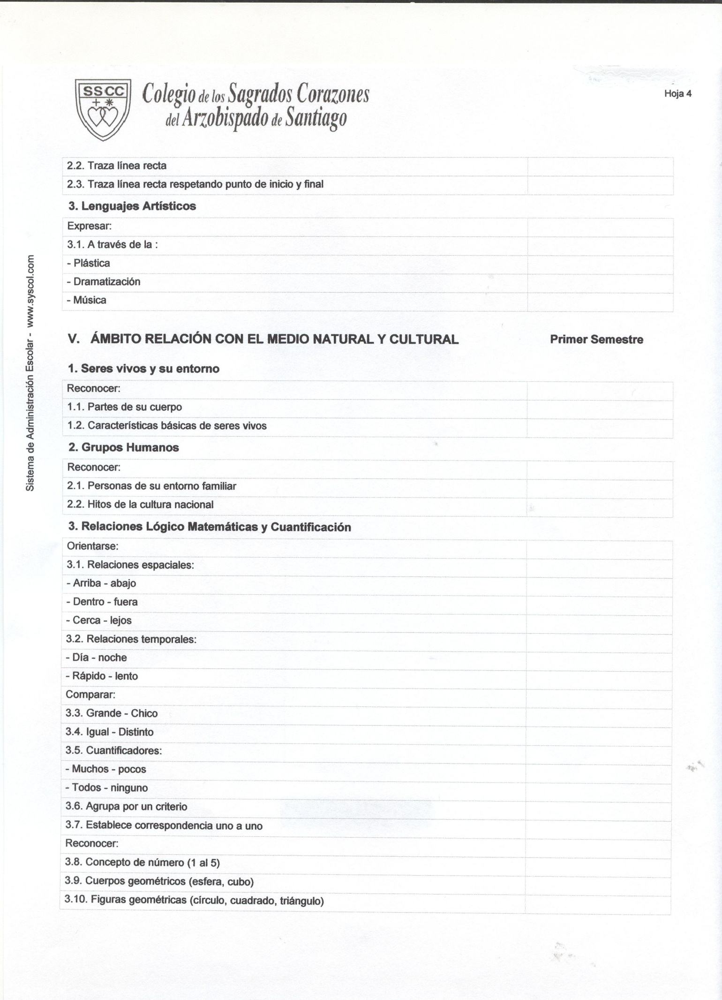 SSCC
Colegio de los Sagrados Corazones
del Arzobispado de Santiago
Hoja 4
2.2. Traza línea recta
2.3. Traza línea recta respetando punto de inicio y final
3. Lenguajes Artísticos
Expresar:
3.1. A través de la :
- Plástica
- Dramatización
- Música
V. ÁMBITO RELACIÓN CON EL MEDIO NATURAL Y CULTURAL Primer Semestre
1. Seres vivos y su entorno
Reconocer:
1.1. Partes de su cuerpo
1.2. Características básicas de seres vivos
2. Grupos Humanos
Reconocer:
2.1. Personas de su entorno familiar
2.2. Hitos de la cultura nacional
3. Relaciones Lógico Matemáticas y Cuantificación
Orientarse:
3.1. Relaciones espaciales:
- Arriba - abajo
- Dentro - fuera
- Cerca - lejos
3.2. Relaciones temporales:
- Día - noche
- Rápido - lento
Comparar:
3.3. Grande - Chico
3.4. Igual - Distinto
3.5. Cuantificadores:
- Muchos - pocos
- Todos - ninguno
3.6. Agrupa por un criterio
3.7. Establece correspondencia uno a uno
Reconocer:
3.8. Concepto de número (1 al 5)
3.9. Cuerpos geométricos (esfera, cubo)
3.10. Figuras geométricas (círculo, cuadrado, triángulo)
Sistema de Administración Escolar - www.syscol.com